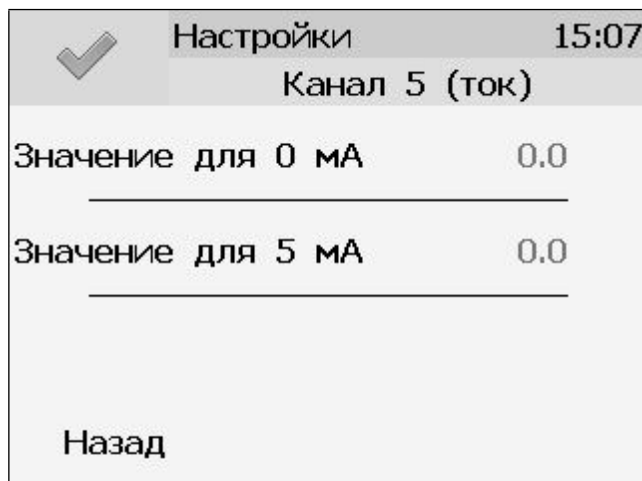 Настройки 15:07
Канал 5 (ток)
Значение для 0 мА 0.0
Значение для 5 мА 0.0
Назад